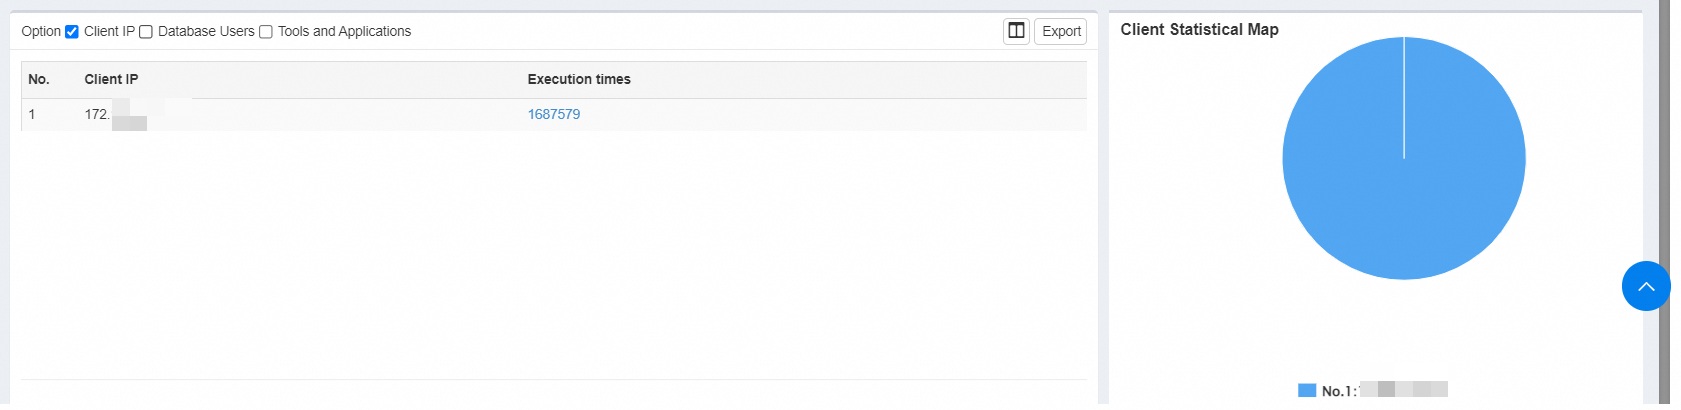 Option Client IP Database Users Tools and Applications Export
No. Client IP Execution times
1 172. 1687579
Client Statistical Map
No.1: